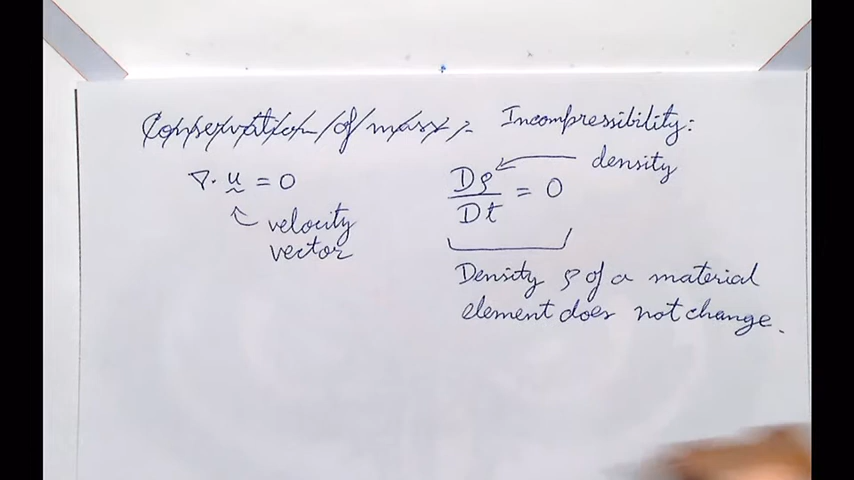 Conservation of mass :- Incompressibility:
density
∇. u = 0
Dρ/Dt = 0
velocity
vector
Density ρ of a material
element does not change.